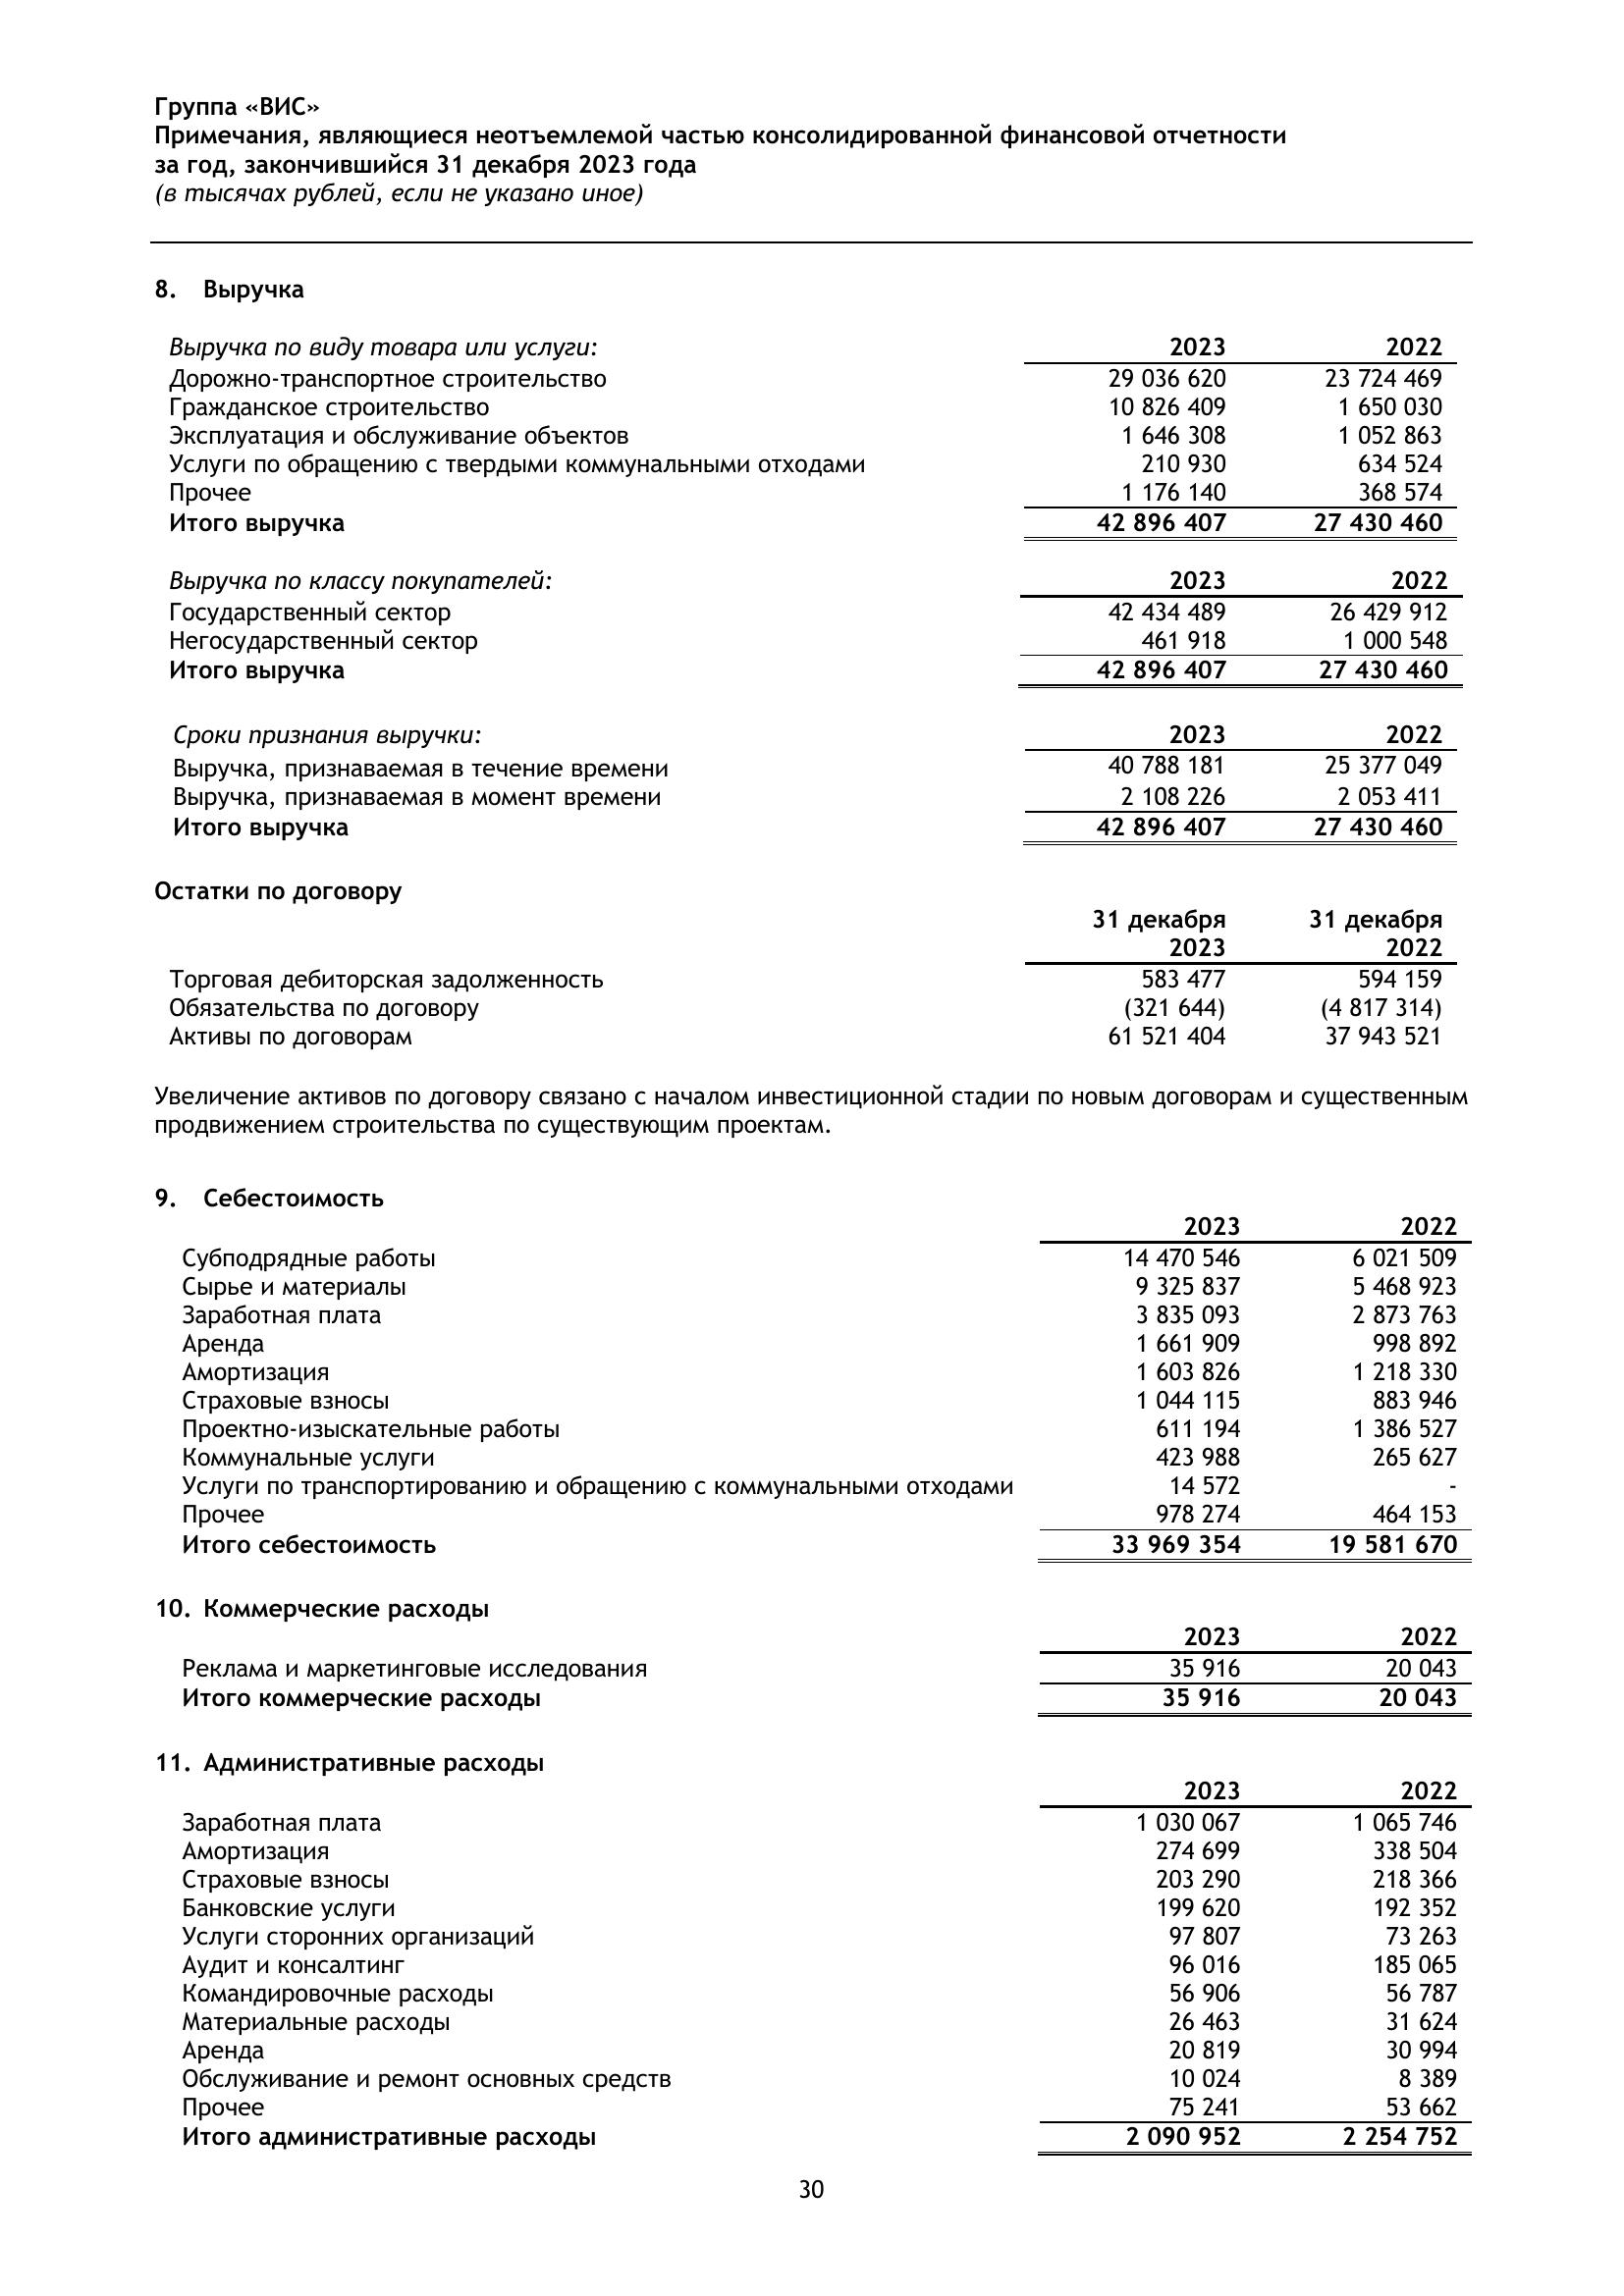 Группа «ВИС»
Примечания, являющиеся неотъемлемой частью консолидированной финансовой отчетности
за год, закончившийся 31 декабря 2023 года
(в тысячах рублей, если не указано иное)
8. Выручка
Выручка по виду товара или услуги: 2023 2022
Дорожно-транспортное строительство 29 036 620 23 724 469
Гражданское строительство 10 826 409 1 650 030
Эксплуатация и обслуживание объектов 1 646 308 1 052 863
Услуги по обращению с твердыми коммунальными отходами 210 930 634 524
Прочее 1 176 140 368 574
Итого выручка 42 896 407 27 430 460
Выручка по классу покупателей: 2023 2022
Государственный сектор 42 434 489 26 429 912
Негосударственный сектор 461 918 1 000 548
Итого выручка 42 896 407 27 430 460
Сроки признания выручки: 2023 2022
Выручка, признаваемая в течение времени 40 788 181 25 377 049
Выручка, признаваемая в момент времени 2 108 226 2 053 411
Итого выручка 42 896 407 27 430 460
Остатки по договору
31 декабря 31 декабря
2023 2022
Торговая дебиторская задолженность 583 477 594 159
Обязательства по договору (321 644) (4 817 314)
Активы по договорам 61 521 404 37 943 521
Увеличение активов по договору связано с началом инвестиционной стадии по новым договорам и существенным
продвижением строительства по существующим проектам.
9. Себестоимость
2023 2022
Субподрядные работы 14 470 546 6 021 509
Сырье и материалы 9 325 837 5 468 923
Заработная плата 3 835 093 2 873 763
Аренда 1 661 909 998 892
Амортизация 1 603 826 1 218 330
Страховые взносы 1 044 115 883 946
Проектно-изыскательные работы 611 194 1 386 527
Коммунальные услуги 423 988 265 627
Услуги по транспортированию и обращению с коммунальными отходами 14 572 -
Прочее 978 274 464 153
Итого себестоимость 33 969 354 19 581 670
10. Коммерческие расходы
2023 2022
Реклама и маркетинговые исследования 35 916 20 043
Итого коммерческие расходы 35 916 20 043
11. Административные расходы
2023 2022
Заработная плата 1 030 067 1 065 746
Амортизация 274 699 338 504
Страховые взносы 203 290 218 366
Банковские услуги 199 620 192 352
Услуги сторонних организаций 97 807 73 263
Аудит и консалтинг 96 016 185 065
Командировочные расходы 56 906 56 787
Материальные расходы 26 463 31 624
Аренда 20 819 30 994
Обслуживание и ремонт основных средств 10 024 8 389
Прочее 75 241 53 662
Итого административные расходы 2 090 952 2 254 752
30